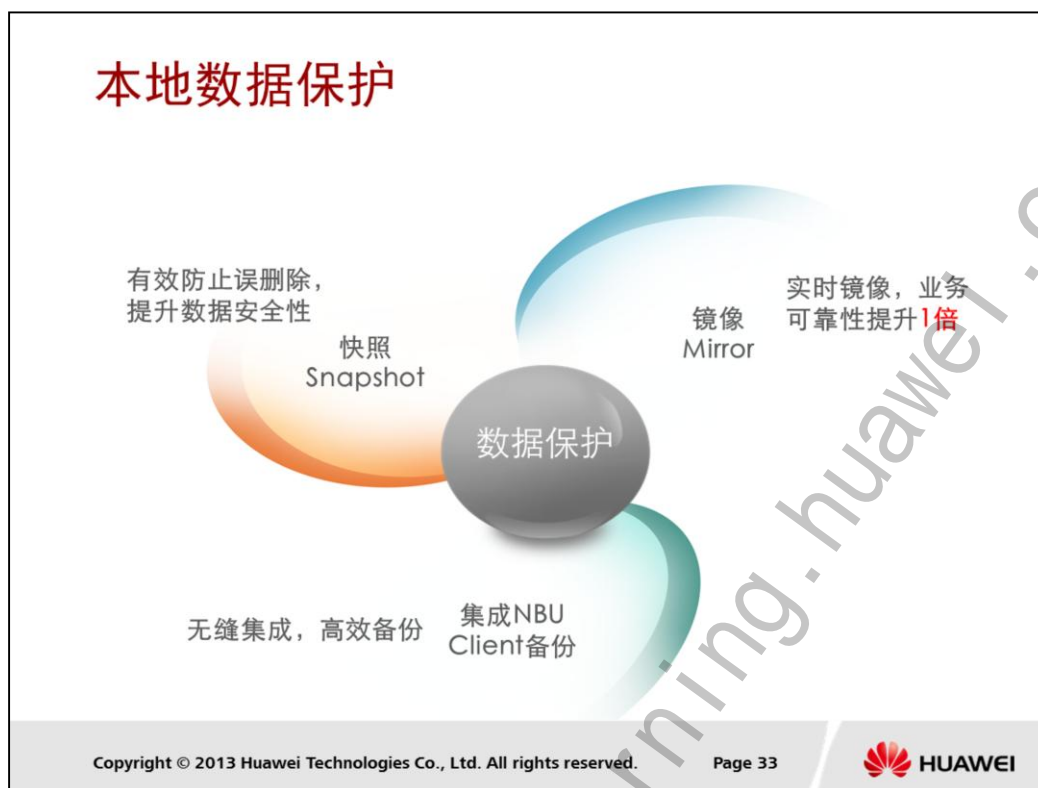 本地数据保护
有效防止误删除，
提升数据安全性
快照
Snapshot
镜像
Mirror
实时镜像，业务
可靠性提升1倍
数据保护
无缝集成，高效备份
集成NBU
Client备份
Copyright © 2013 Huawei Technologies Co., Ltd. All rights reserved.
Page 33
HUAWEI
rning.huawei.